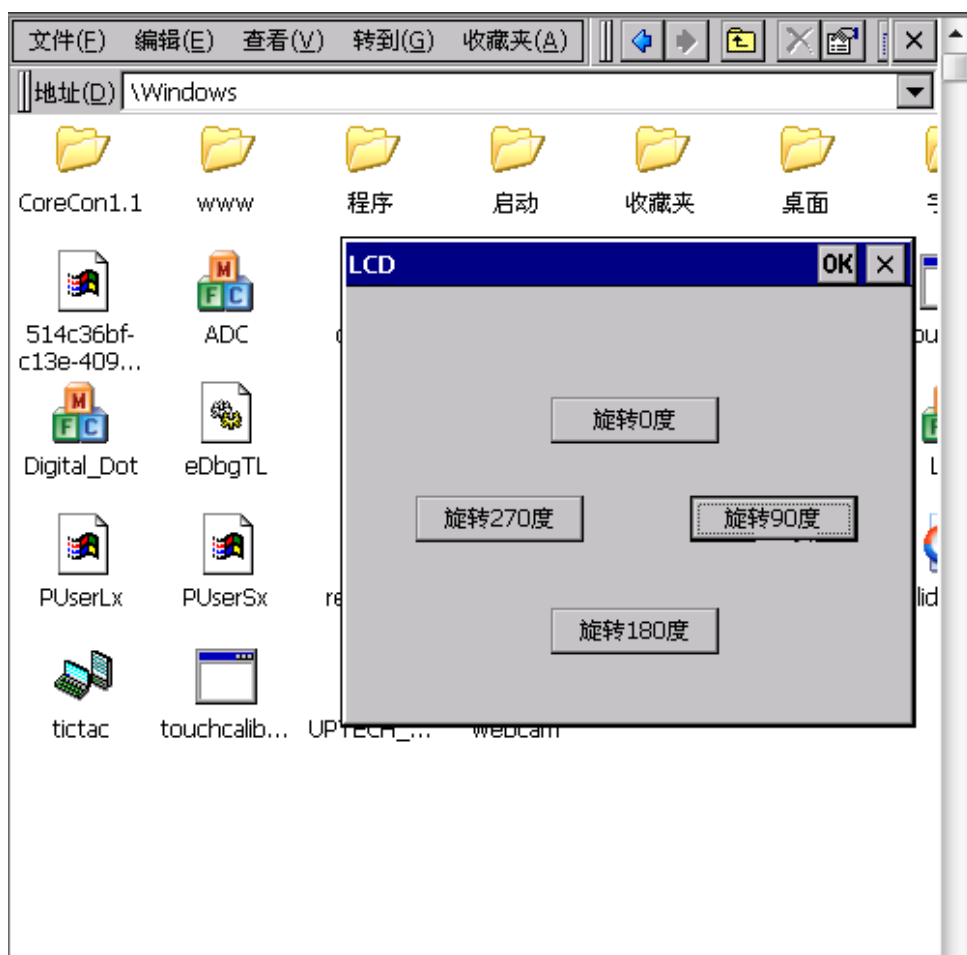 文件(F) 编辑(E) 查看(V) 转到(G) 收藏夹(A)
地址(D) \Windows
CoreCon1.1 www 程序 启动 收藏夹 桌面
LCD OK
514c36bf-c13e-409... ADC
旋转0度
Digital_Dot eDbgTL
旋转270度 旋转90度
PUserLx PUserSx
旋转180度
tictac touchcalib... UPTECH_... webcam